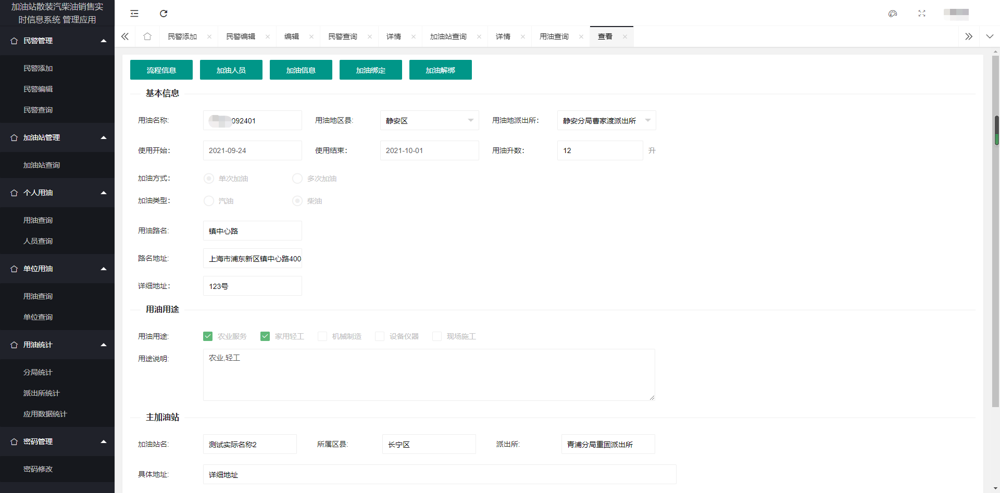 加油站散装汽柴油销售实
时信息系统 管理应用
民警管理
民警添加
民警编辑
民警查询
加油站管理
加油站查询
个人用油
用油查询
人员查询
单位用油
用油查询
单位查询
用油统计
分局统计
派出所统计
应用数据统计
密码管理
密码修改
民警添加 民警编辑 编辑 民警查询 详情 加油站查询 详情 用油查询 查看
流程信息 加油人员 加油信息 加油绑定 加油解绑
基本信息
用油名称: 092401 用油地区县: 静安区 用油地派出所: 静安分局曹家渡派出所
使用开始: 2021-09-24 使用结束: 2021-10-01 用油升数: 12 升
加油方式: 单次加油 多次加油
加油类型: 汽油 柴油
用油路名: 镇中心路
路名地址: 上海市浦东新区镇中心路400
详细地址: 123号
用油用途
用油用途: 农业服务 家用轻工 机械制造 设备仪器 现场施工
用途说明: 农业,轻工
主加油站
加油站名: 测试实际名称2 所属区县: 长宁区 派出所: 青浦分局重固派出所
具体地址: 详细地址